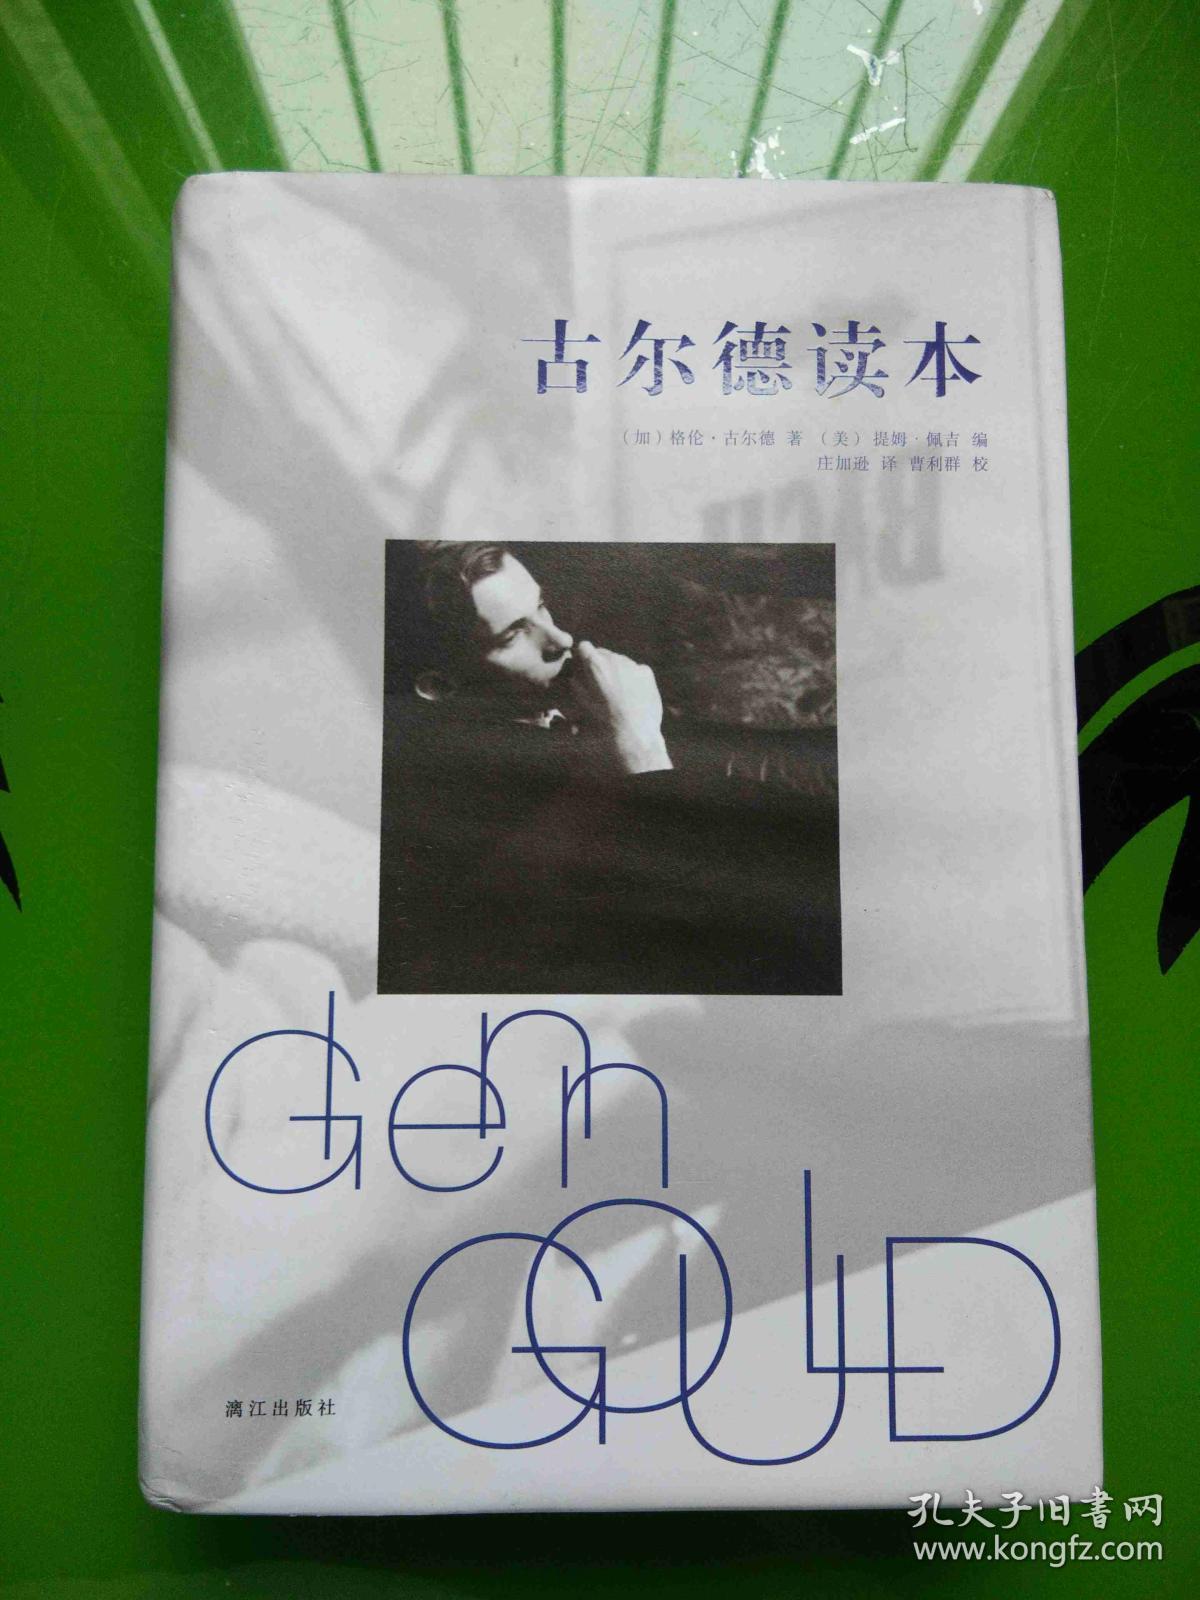 古尔德读本
（加）格伦·古尔德 著 （美）提姆·佩吉 编
庄加逊 译 曹利群 校
Glenn
GOULD
漓江出版社
孔夫子旧书网
www.kongfz.com